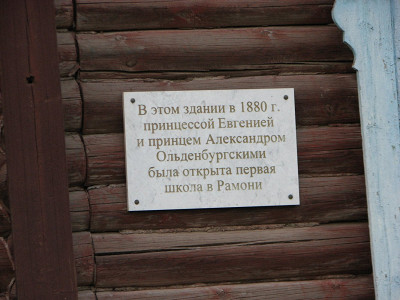 В этом здании в 1880 г.
принцессой Евгенией
и принцем Александром
Ольденбургскими
была открыта первая
школа в Рамони